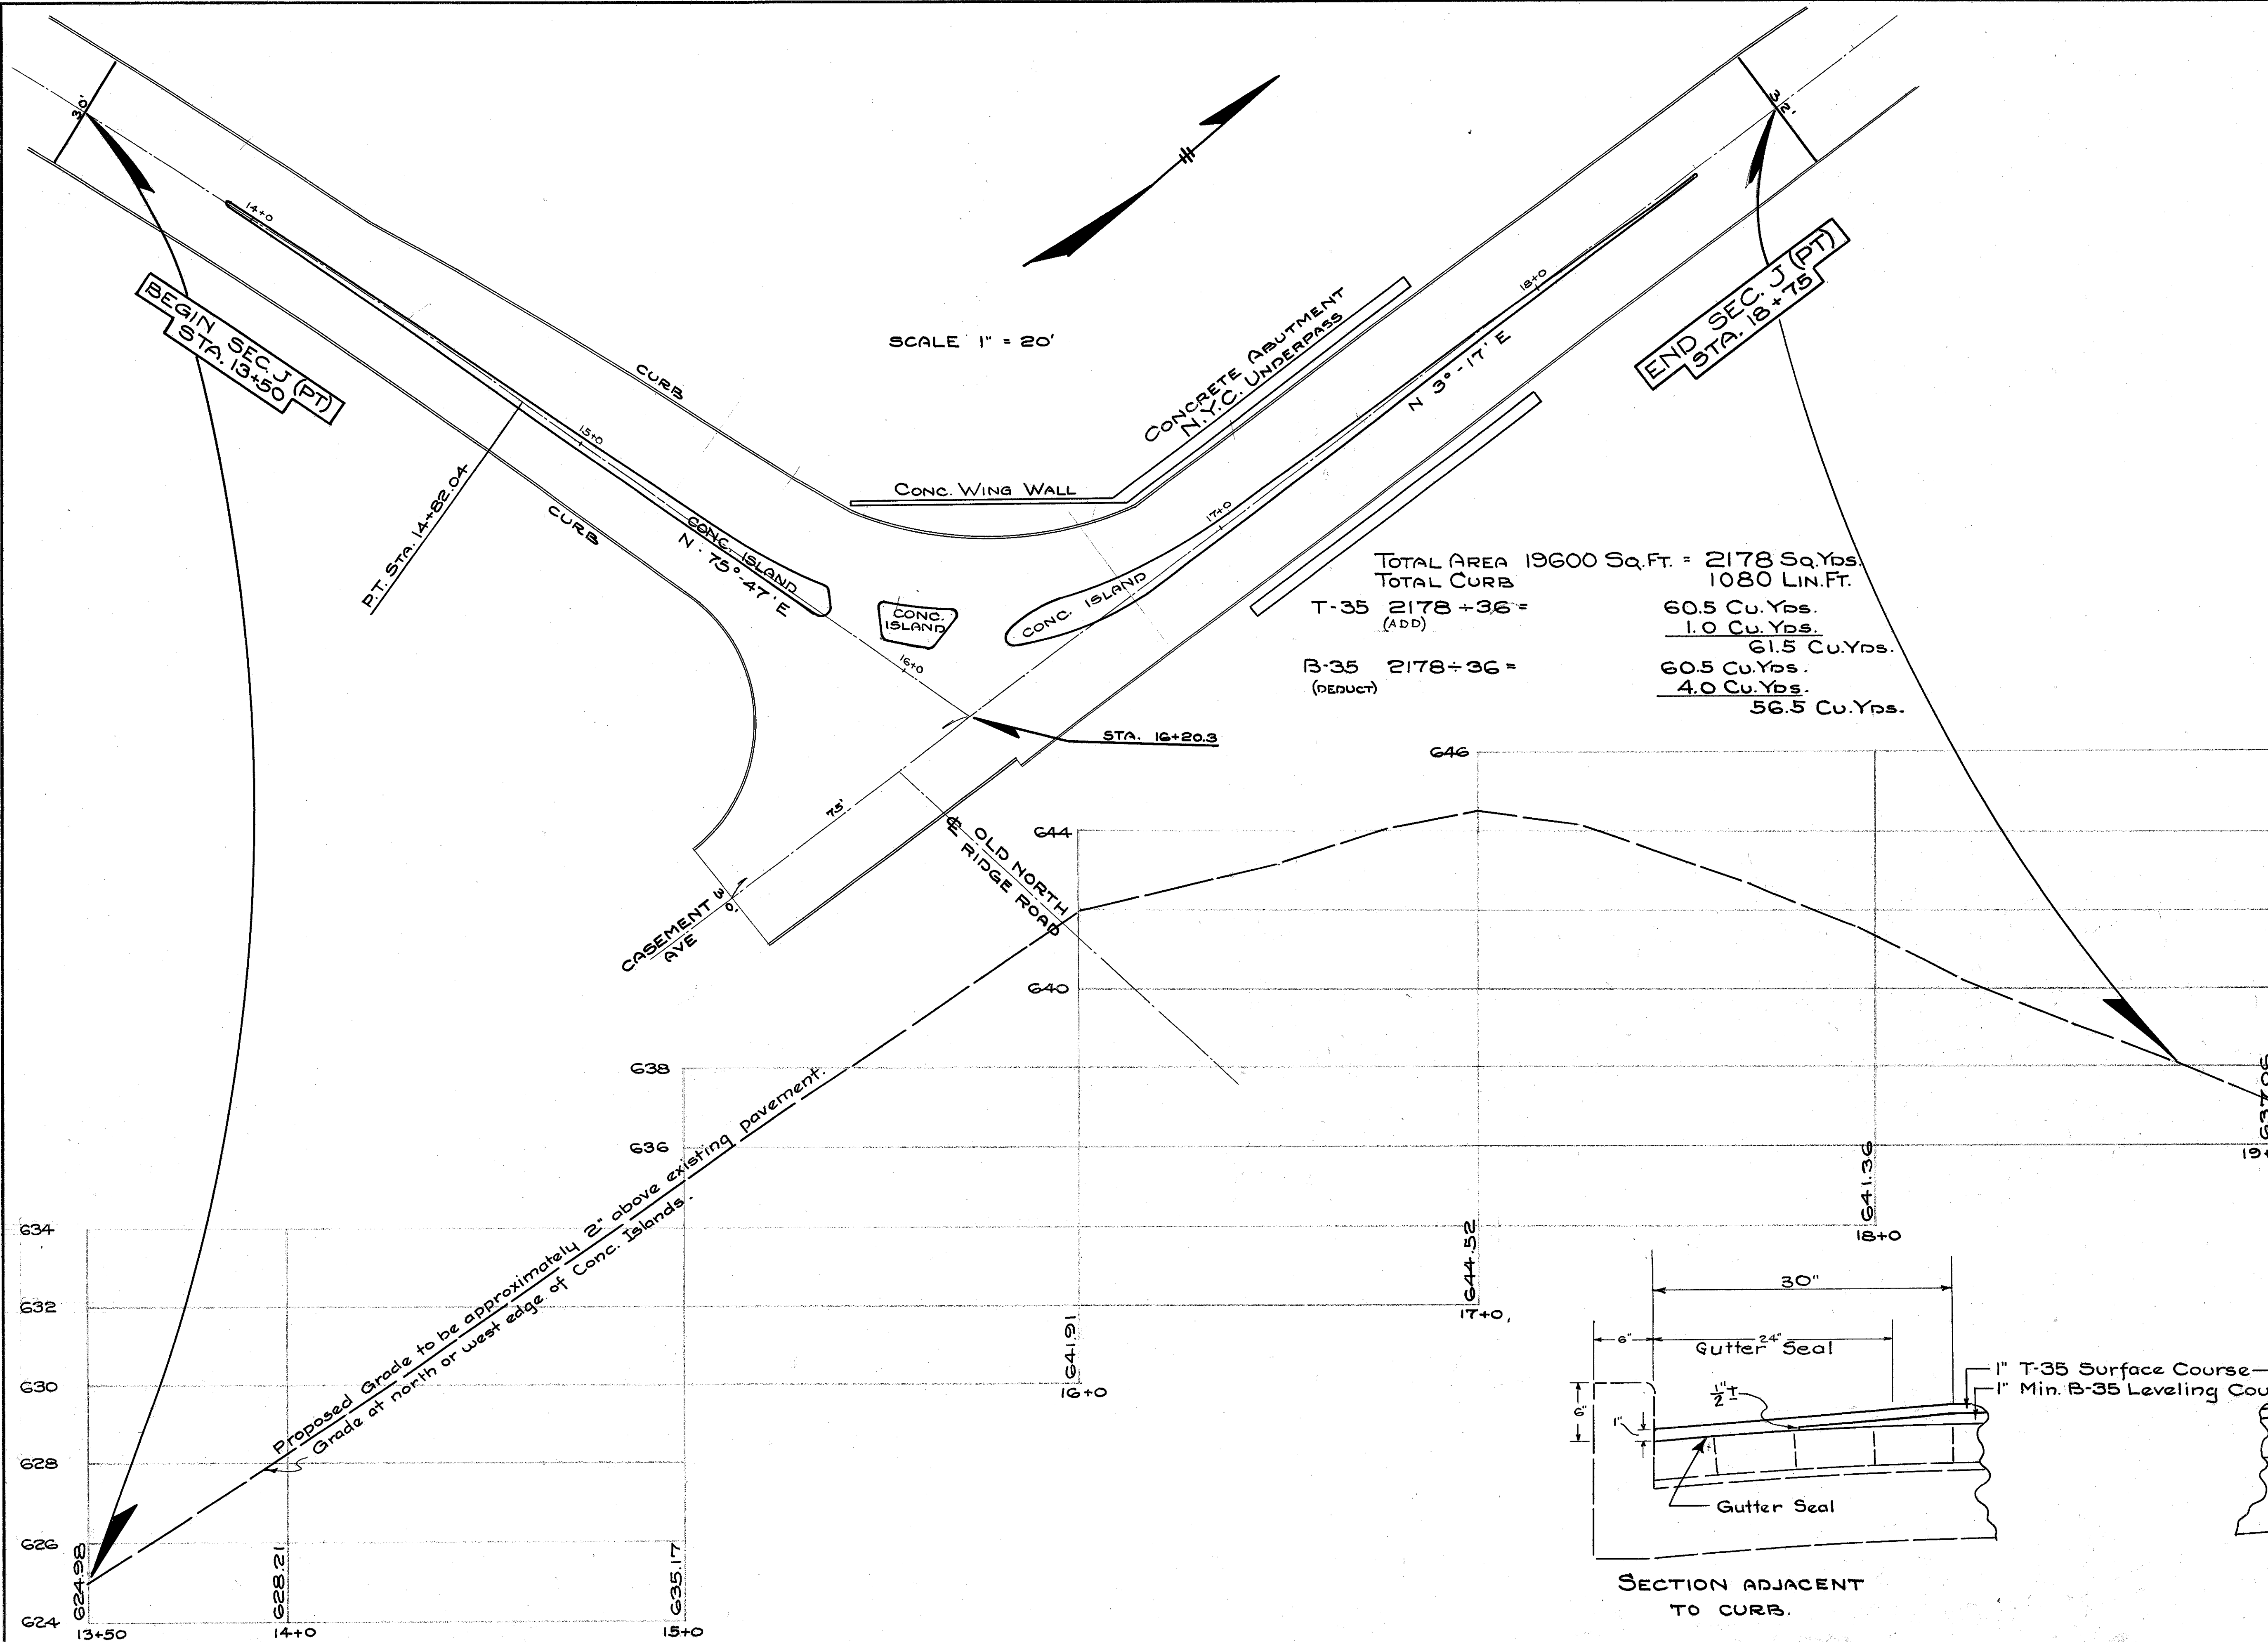 30'
32'
14+0
BEGIN SEC. J (PT)
STA. 13+50
SCALE 1" = 20'
CURB
CONCRETE ABUTMENT
N.Y.C. UNDERPASS
18+0
N 3°-17' E
END SEC. J (PT)
STA. 18+75
15+0
P.T. STA. 14+82.04
CURB
CONC. WING WALL
17+0
CONC. ISLAND
N. 75°-47' E
CONC.
ISLAND
CONC. ISLAND
16+0
STA. 16+20.3
TOTAL AREA 19600 SQ.FT. = 2178 SQ.YDS.
TOTAL CURB 1080 LIN.FT.
T-35 2178 ÷ 36 = 60.5 CU.YDS.
(ADD) 1.0 CU.YDS.
61.5 CU.YDS.
B-35 2178 ÷ 36 = 60.5 CU.YDS.
(DEDUCT) 4.0 CU.YDS.
56.5 CU.YDS.
75'
30'
CASEMENT
AVE
℄ OLD NORTH
RIDGE ROAD
646
644
640
638
636
634
632
630
628
626
624
Proposed Grade to be approximately 2" above existing pavement.
Grade at north or west edge of Conc. Islands.
624.98
628.21
635.17
641.91
644.52
641.36
637.06
13+50
14+0
15+0
16+0
17+0
18+0
19+
30"
6"
24"
Gutter Seal
6"
1"
1/2"±
1" T-35 Surface Course
1" Min. B-35 Leveling Cou
Gutter Seal
SECTION ADJACENT
TO CURB.